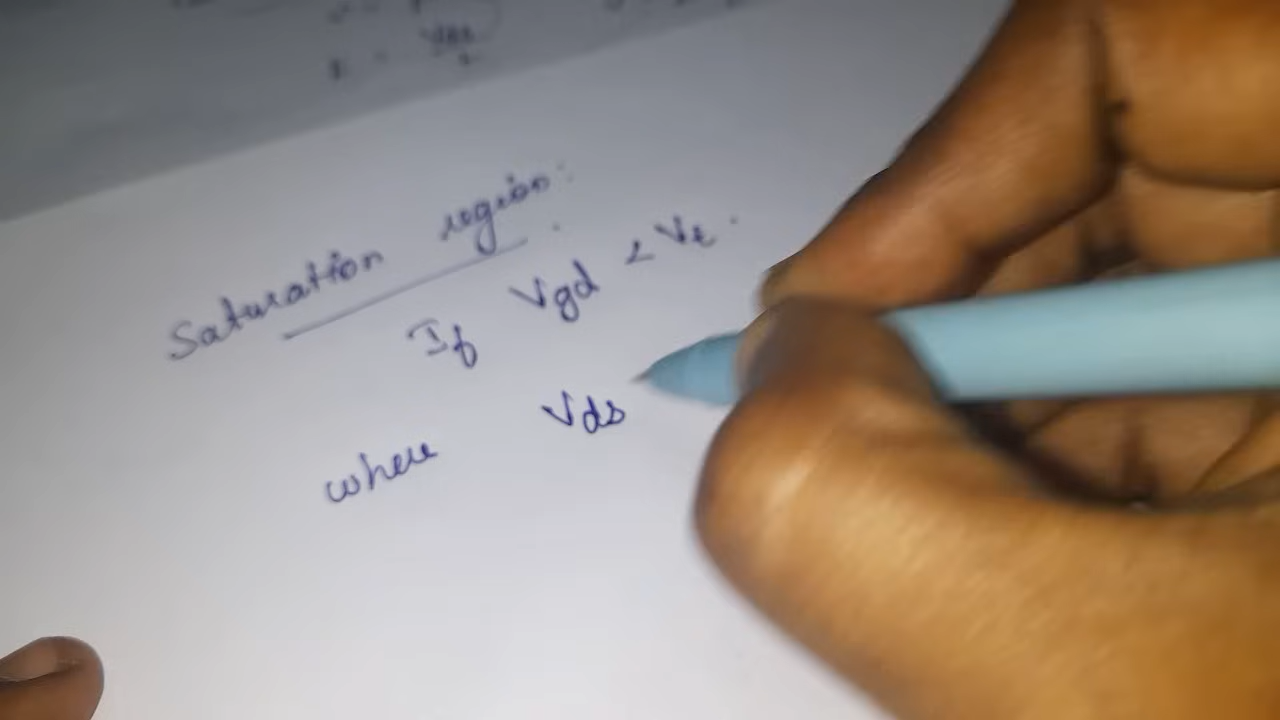 Saturation region:
If Vgd < Vt.
where Vds